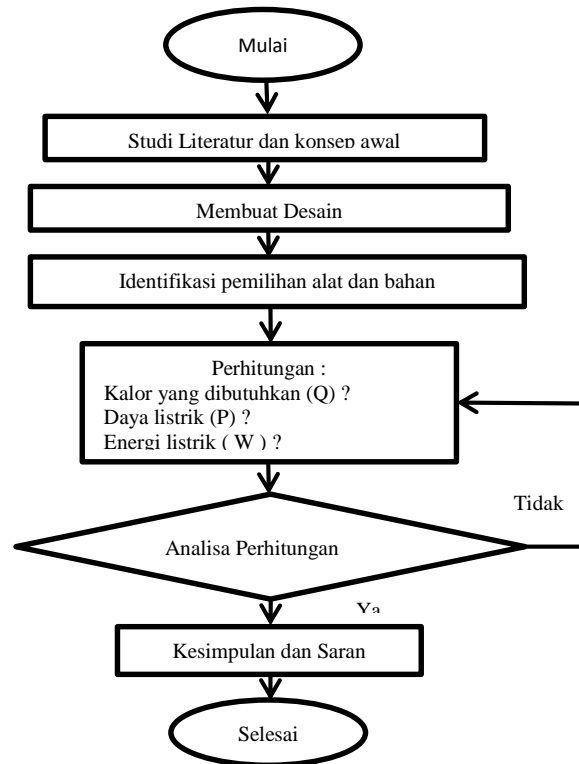 Mulai
Studi Literatur dan konsep awal
Membuat Desain
Identifikasi pemilihan alat dan bahan
Perhitungan :
Kalor yang dibutuhkan (Q) ?
Daya listrik (P) ?
Energi listrik ( W ) ?
Tidak
Analisa Perhitungan
Ya
Kesimpulan dan Saran
Selesai